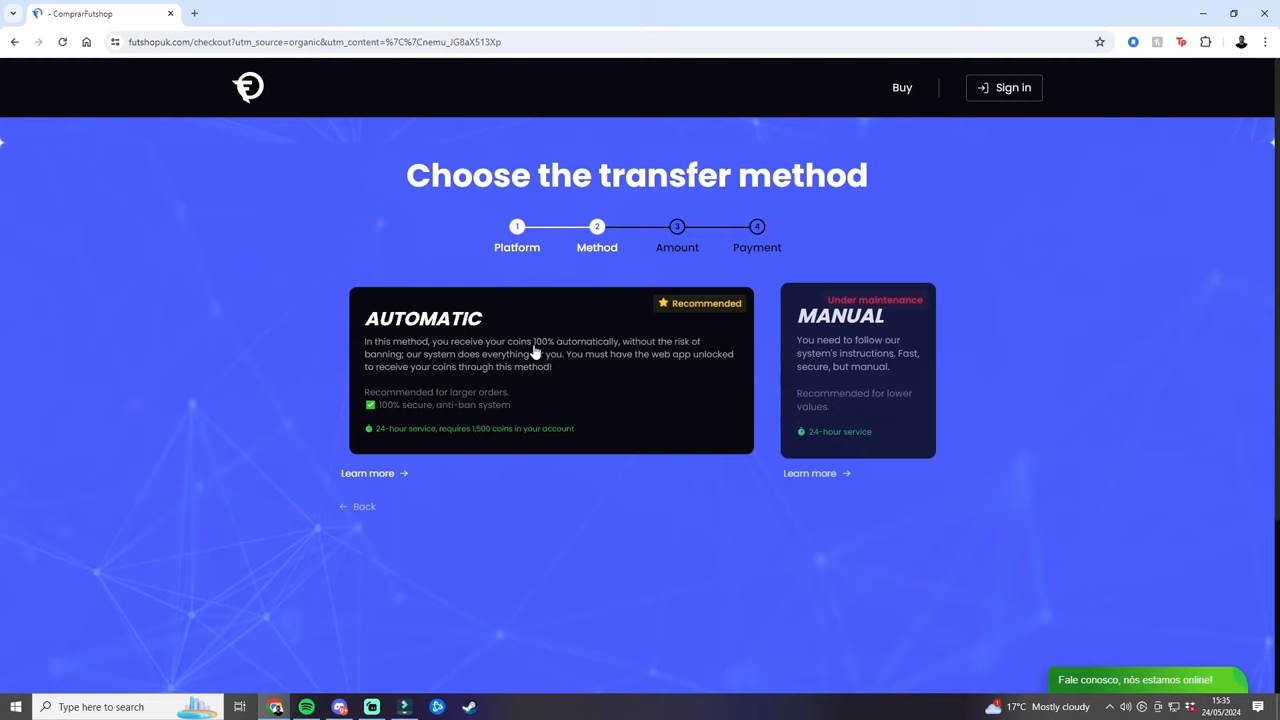 - ComprarFutshop
futshopuk.com/checkout?utm_source=organic&utm_content=%7C%7Cnemu_JG8aX513Xp
Buy
Sign in
Choose the transfer method
1
2
3
4
Platform
Method
Amount
Payment
Recommended
AUTOMATIC
In this method, you receive your coins 100% automatically, without the risk of
banning; our system does everything you. You must have the web app unlocked
to receive your coins through this method!
Recommended for larger orders.
100% secure, anti-ban system
24-hour service, requires 1,500 coins in your account
Learn more
Under maintenance
MANUAL
You need to follow our
system's instructions. Fast,
secure, but manual.
Recommended for lower
values.
24-hour service
Learn more
Back
Fale conosco, nós estamos online!
Type here to search
1
17°C Mostly cloudy
15:35
24/05/2024